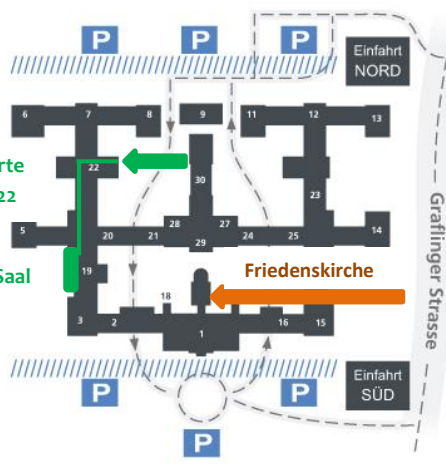 P P P
Einfahrt
NORD
6 7 8 9 11 12 13
rte
22
22
30
23
5
20 21 28 29 27 24 25 14
Saal
19
Friedenskirche
18
3 2 1 16 15
Graflinger Strasse
Einfahrt
SÜD
P P
P